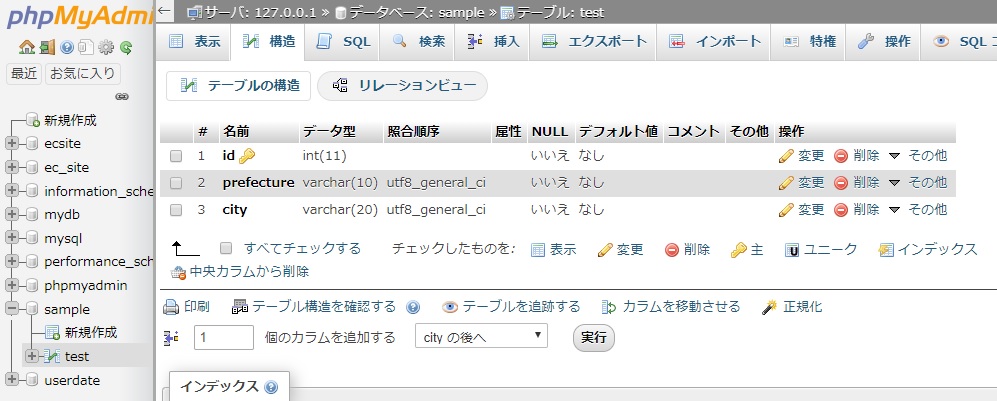 phpMyAdmin
サーバ: 127.0.0.1 » データベース: sample » テーブル: test
表示 構造 SQL 検索 挿入 エクスポート インポート 特権 操作 SQL コ
最近 お気に入り
テーブルの構造 リレーションビュー
新規作成
ecsite
ec_site
information_sche
mydb
mysql
performance_sch
phpmyadmin
sample
新規作成
test
userdate
# 名前 データ型 照合順序 属性 NULL デフォルト値 コメント その他 操作
1 id int(11) いいえ なし 変更 削除 その他
2 prefecture varchar(10) utf8_general_ci いいえ なし 変更 削除 その他
3 city varchar(20) utf8_general_ci いいえ なし 変更 削除 その他
すべてチェックする チェックしたものを: 表示 変更 削除 主 ユニーク インデックス
中央カラムから削除
印刷 テーブル構造を確認する テーブルを追跡する カラムを移動させる 正規化
1 個のカラムを追加する city の後へ 実行
インデックス